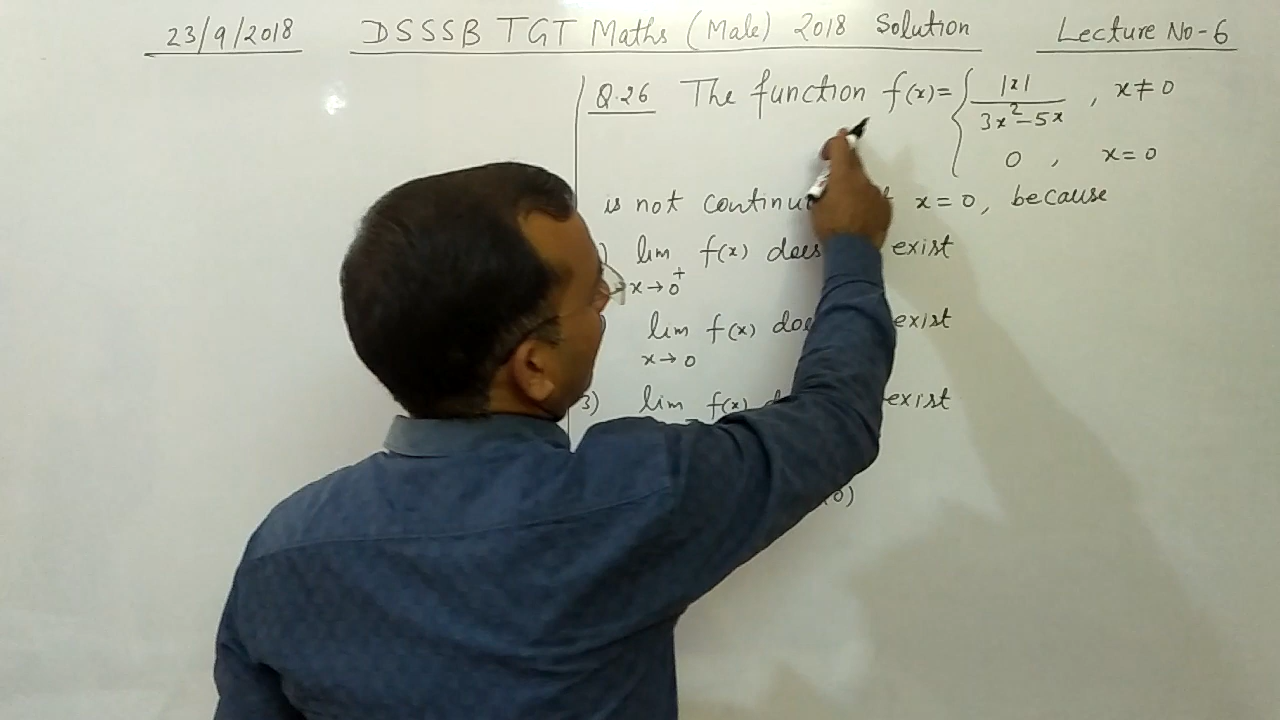 23/9/2018 DSSSB TGT Maths (Male) 2018 Solution Lecture No-6
Q.26 The function f(x)= { |x| / 3x²-5x , x≠0
0 , x=0
is not continu x=0, because
) lim f(x) does exist
x→0⁺
lim f(x) exist
x→0
3) lim f(x) exist
(0)